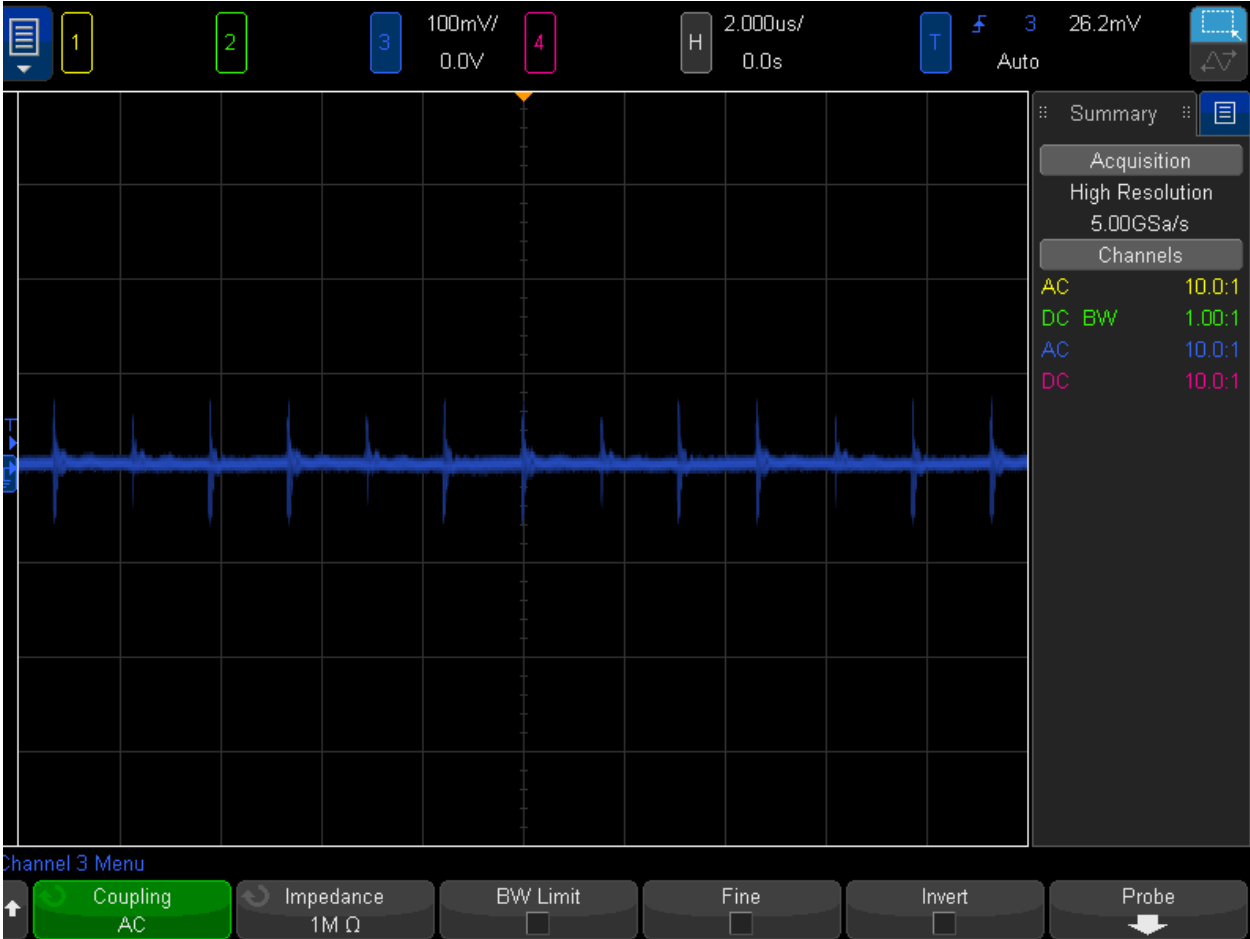 1
2
3
100mV/
0.0V
4
H
2.000us/
0.0s
T
3
26.2mV
Auto
Summary
Acquisition
High Resolution
5.00GSa/s
Channels
AC 10.0:1
DC BW 1.00:1
AC 10.0:1
DC 10.0:1
T
Channel 3 Menu
Coupling
AC
Impedance
1M Ω
BW Limit
Fine
Invert
Probe